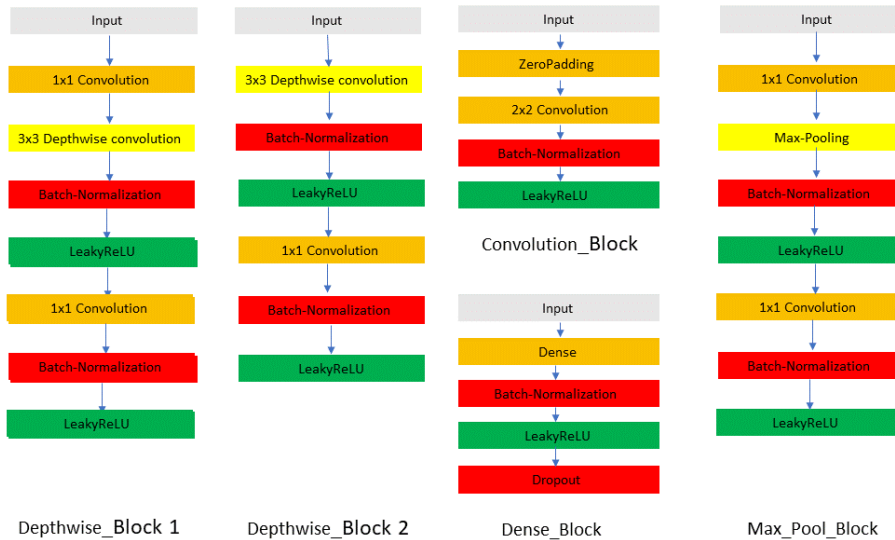 Input
1x1 Convolution
3x3 Depthwise convolution
Batch-Normalization
LeakyReLU
1x1 Convolution
Batch-Normalization
LeakyReLU
Depthwise_Block 1
Input
3x3 Depthwise convolution
Batch-Normalization
LeakyReLU
1x1 Convolution
Batch-Normalization
LeakyReLU
Depthwise_Block 2
Input
ZeroPadding
2x2 Convolution
Batch-Normalization
LeakyReLU
Convolution_Block
Input
Dense
Batch-Normalization
LeakyReLU
Dropout
Dense_Block
Input
1x1 Convolution
Max-Pooling
Batch-Normalization
LeakyReLU
1x1 Convolution
Batch-Normalization
LeakyReLU
Max_Pool_Block